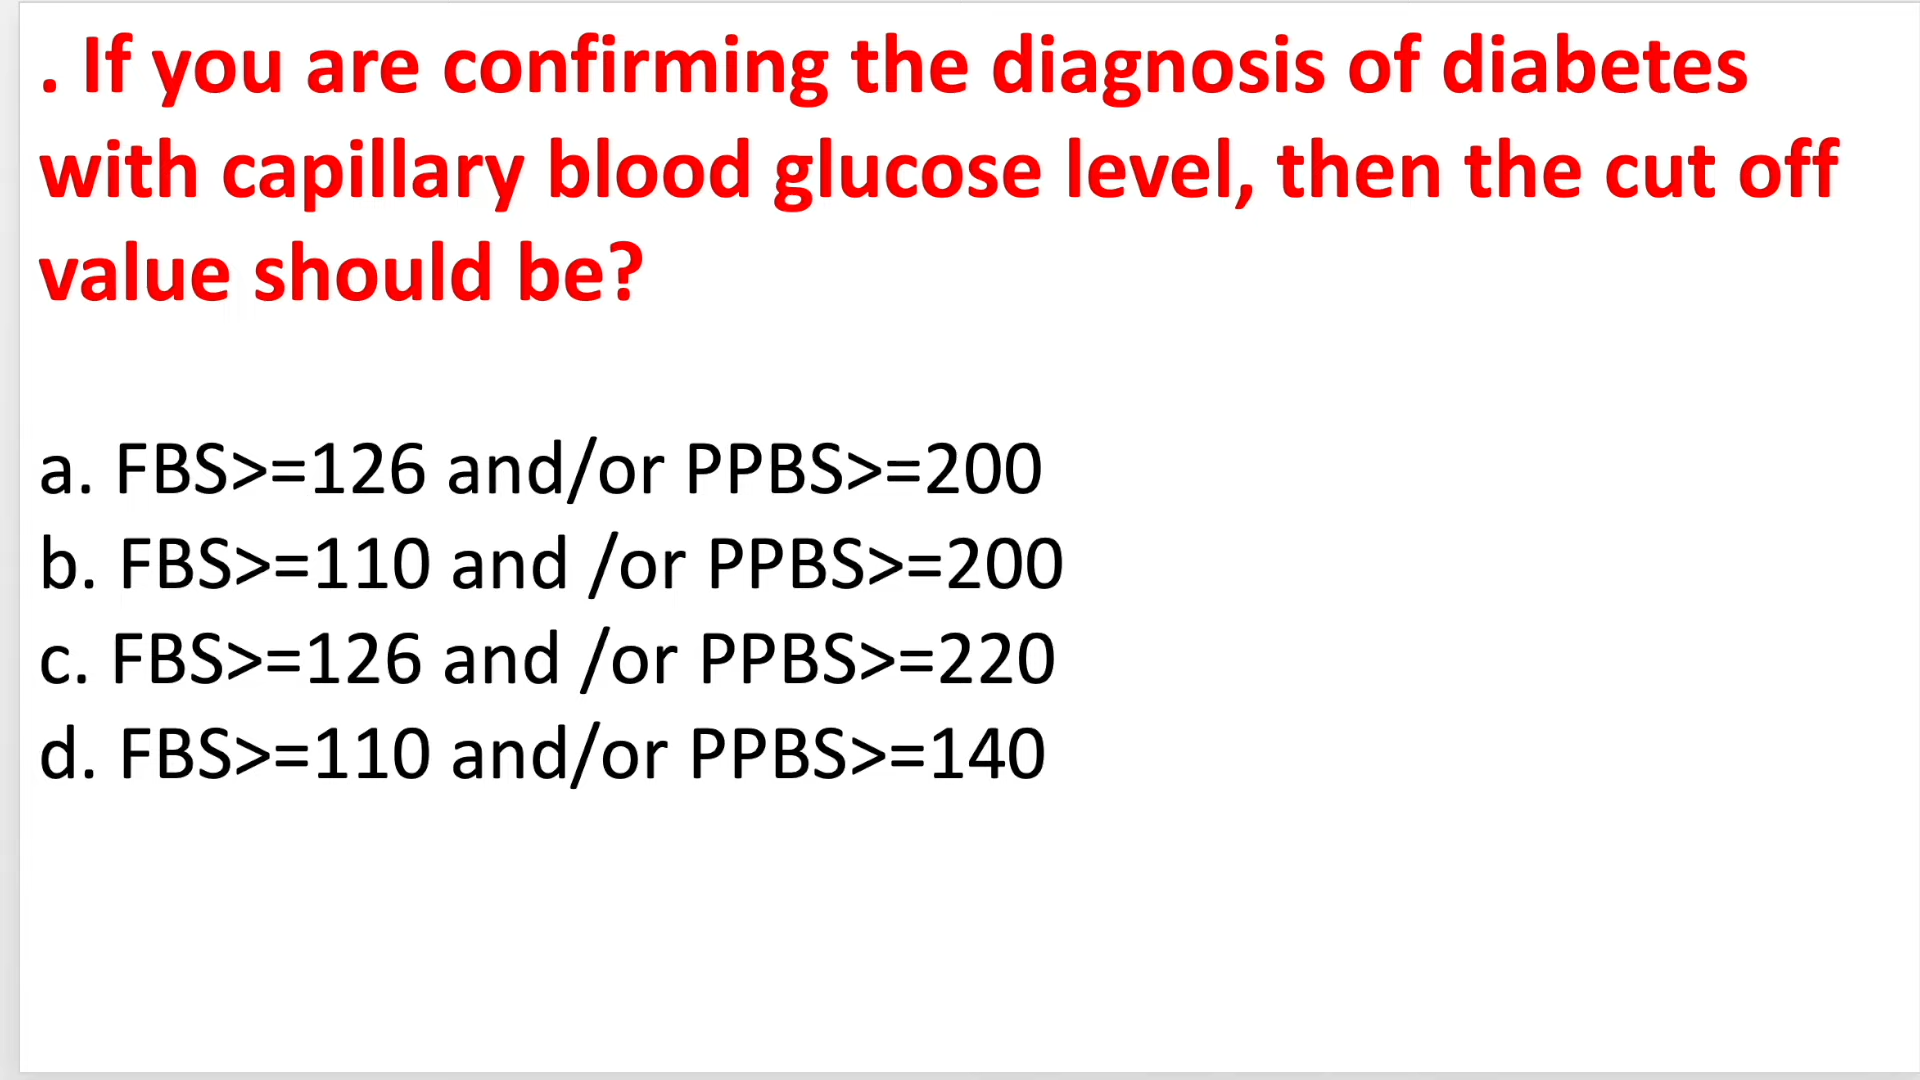 . If you are confirming the diagnosis of diabetes
with capillary blood glucose level, then the cut off
value should be?
a. FBS>=126 and/or PPBS>=200
b. FBS>=110 and /or PPBS>=200
c. FBS>=126 and /or PPBS>=220
d. FBS>=110 and/or PPBS>=140